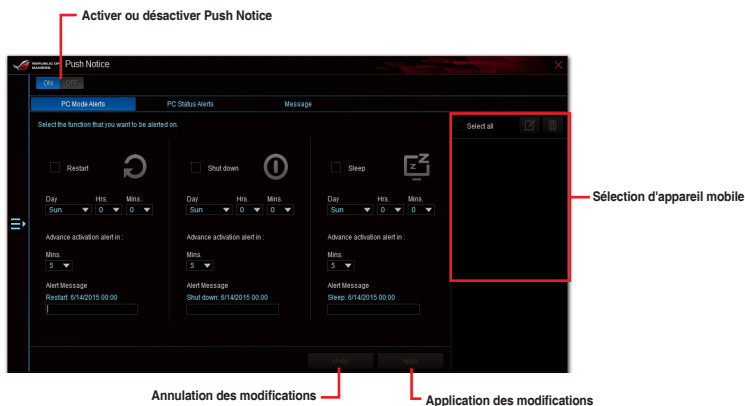 Activer ou désactiver Push Notice
REPUBLIC OF GAMERS Push Notice
ON OFF
PC Mode Alerts PC Status Alerts Message
Select the function that you want to be alerted on.
Select all
Restart Shut down Sleep
Day Hrs. Mins. Day Hrs. Mins. Day Hrs. Mins.
Sun 0 0 Sun 0 0 Sun 0 0
Sélection d'appareil mobile
Advance activation alert in : Advance activation alert in : Advance activation alert in :
Mins. Mins. Mins.
5 5 5
Alert Message Alert Message Alert Message
Restart: 6/14/2015 00:00 Shut down: 6/14/2015 00:00 Sleep: 6/14/2015 00:00
Undo Apply
Annulation des modifications
Application des modifications